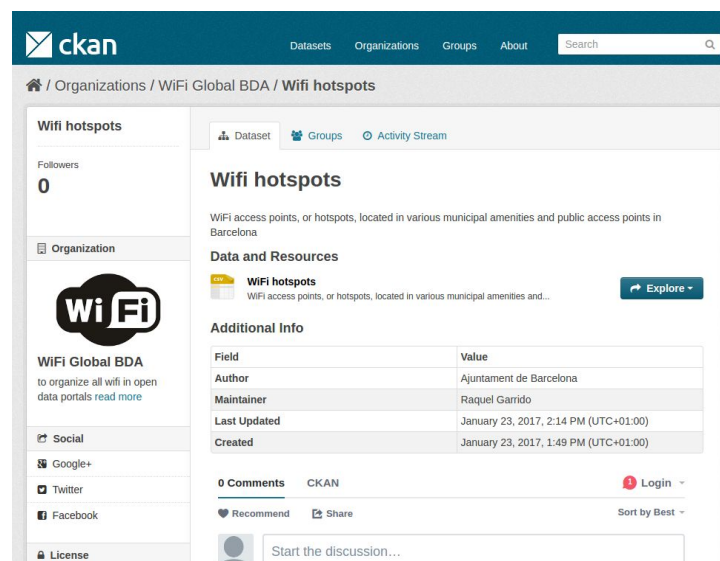 ckan
Datasets Organizations Groups About Search
/ Organizations / WiFi Global BDA / Wifi hotspots
Wifi hotspots
Followers
0
Organization
Wi Fi
WiFi Global BDA
to organize all wifi in open
data portals read more
Social
Google+
Twitter
Facebook
License
Dataset Groups Activity Stream
Wifi hotspots
WiFi access points, or hotspots, located in various municipal amenities and public access points in
Barcelona
Data and Resources
CSV
WiFi hotspots
WiFi access points, or hotspots, located in various municipal amenities and...
Explore
Additional Info
Field Value
Author Ajuntament de Barcelona
Maintainer Raquel Garrido
Last Updated January 23, 2017, 2:14 PM (UTC+01:00)
Created January 23, 2017, 1:49 PM (UTC+01:00)
0 Comments CKAN 1 Login
Recommend Share Sort by Best
Start the discussion…